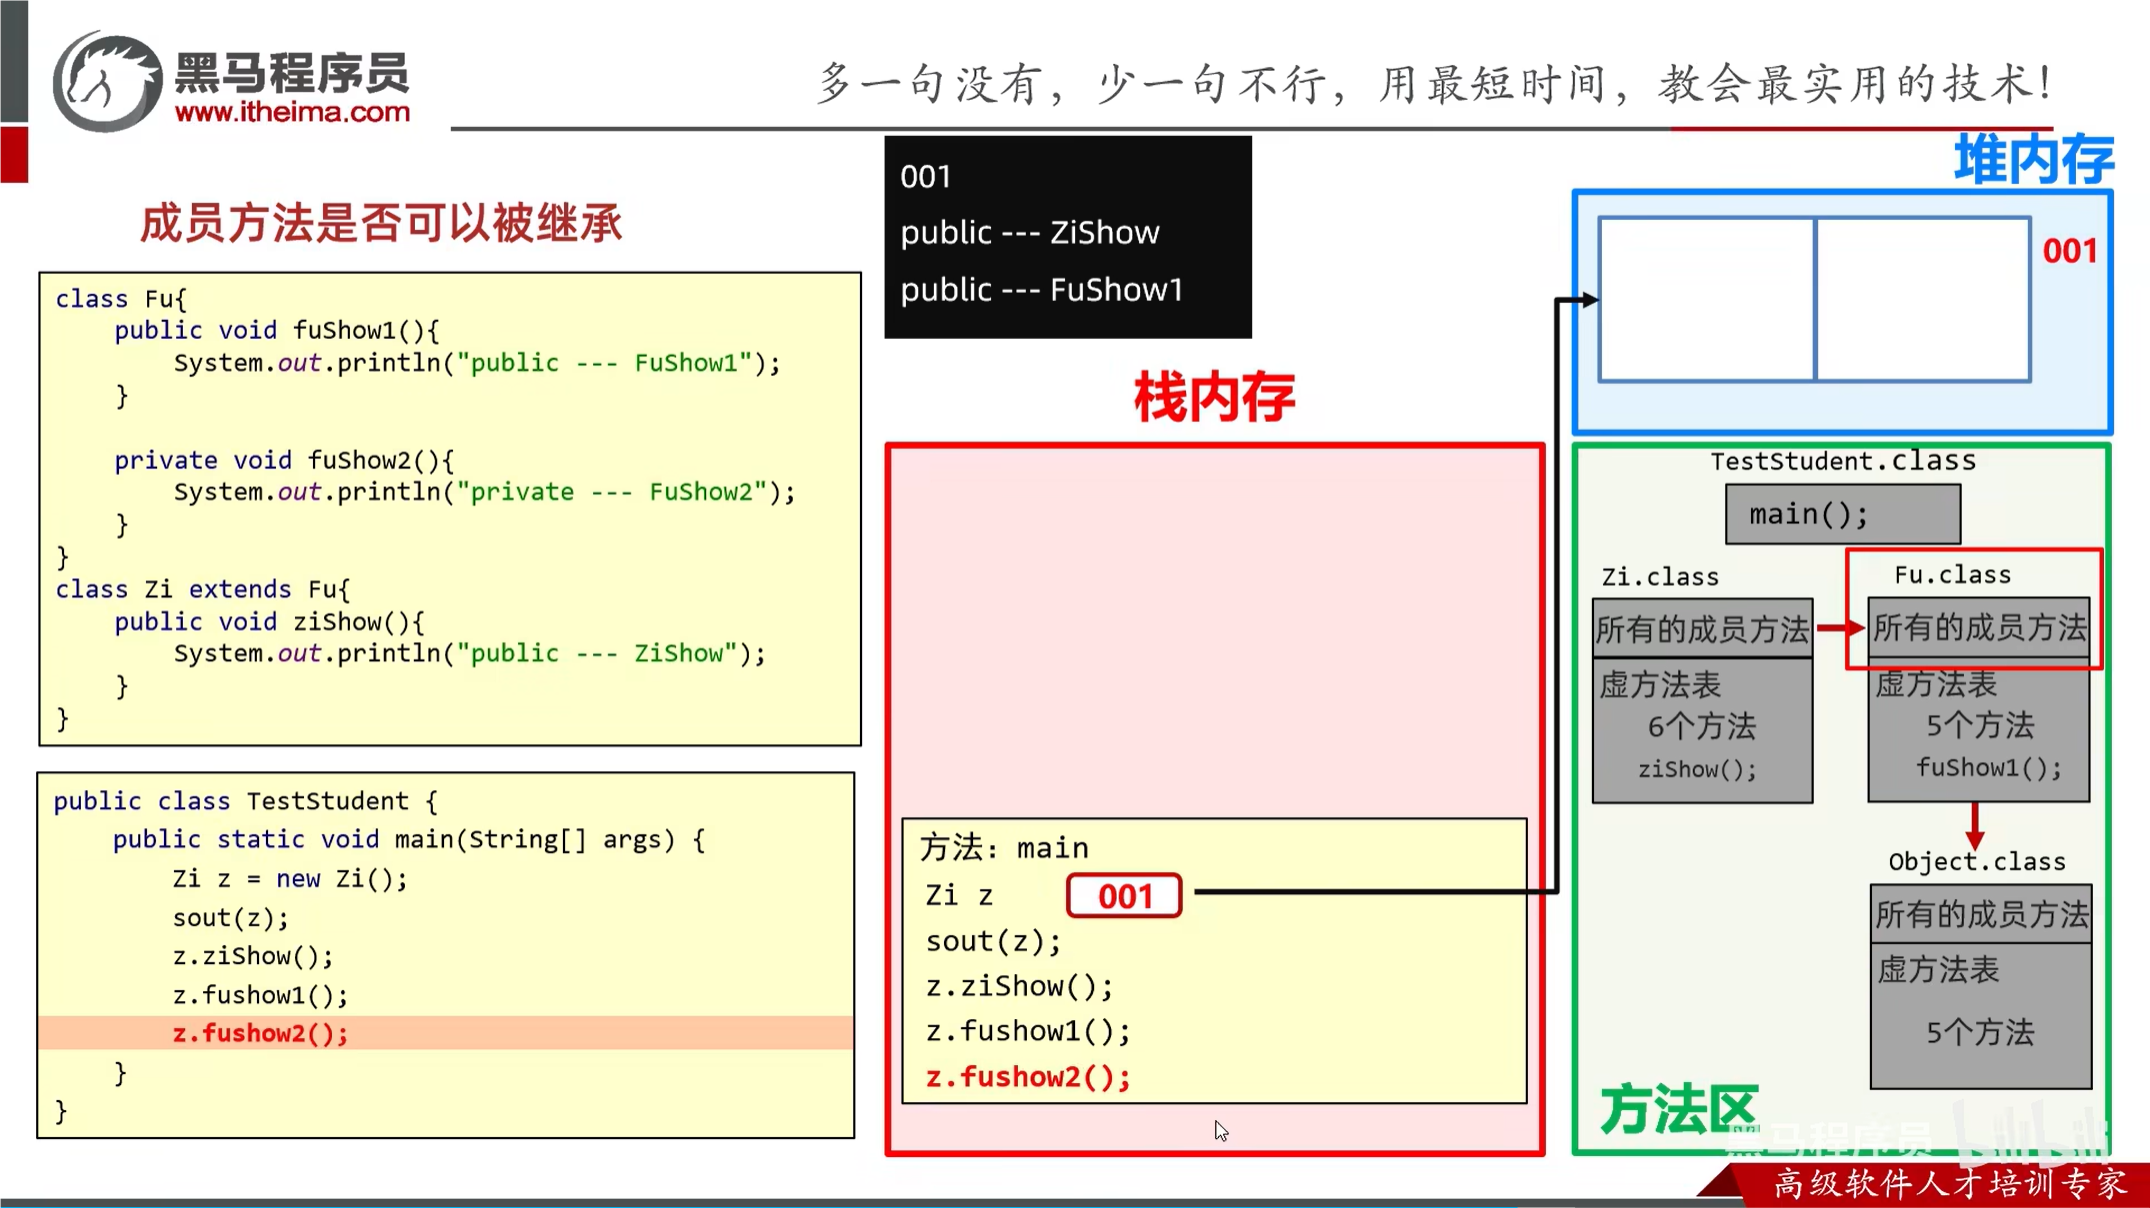 黑马程序员
www.itheima.com
多一句没有，少一句不行，用最短时间，教会最实用的技术！
成员方法是否可以被继承
class Fu{
    public void fuShow1(){
        System.out.println("public --- FuShow1");
    }

    private void fuShow2(){
        System.out.println("private --- FuShow2");
    }
}
class Zi extends Fu{
    public void ziShow(){
        System.out.println("public --- ZiShow");
    }
}
public class TestStudent {
    public static void main(String[] args) {
        Zi z = new Zi();
        sout(z);
        z.ziShow();
        z.fushow1();
        z.fushow2();
    }
}
001
public --- ZiShow
public --- FuShow1
栈内存
方法：main
Zi z 001
sout(z);
z.ziShow();
z.fushow1();
z.fushow2();
堆内存
001
TestStudent.class
main();
Zi.class
所有的成员方法
虚方法表
6个方法
ziShow();
Fu.class
所有的成员方法
虚方法表
5个方法
fuShow1();
Object.class
所有的成员方法
虚方法表
5个方法
方法区
黑马程序员 bilibili
高级软件人才培训专家